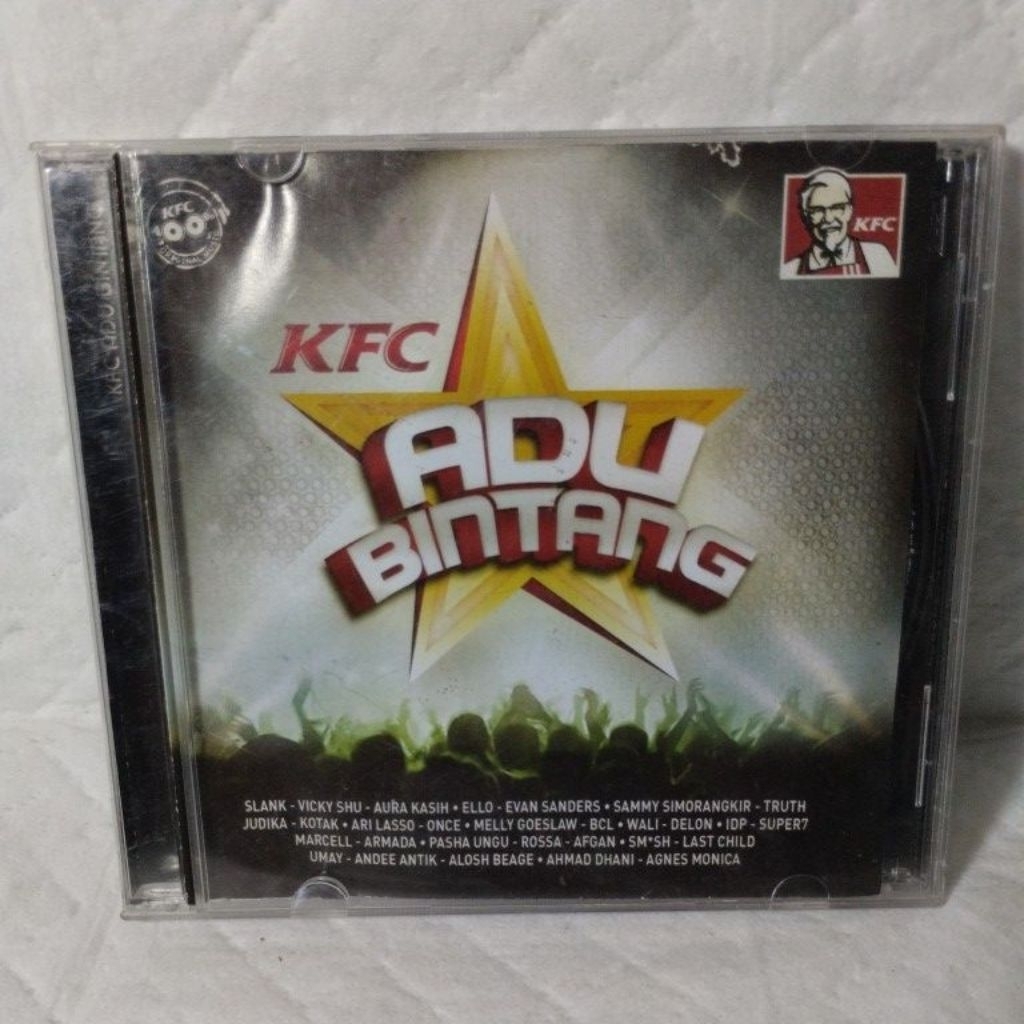 KFC ADU BINTANG
KFC
100%
KFC
KFC
ADU
BINTANG
SLANK - VICKY SHU - AURA KASIH • ELLO - EVAN SANDERS • SAMMY SIMORANGKIR - TRUTH
JUDIKA - KOTAK • ARI LASSO - ONCE • MELLY GOESLAW - BCL • WALI - DELON • IDP - SUPER7
MARCELL - ARMADA • PASHA UNGU - ROSSA - AFGAN • SM*SH - LAST CHILD
UMAY - ANDEE ANTIK - ALOSH BEAGE • AHMAD DHANI - AGNES MONICA